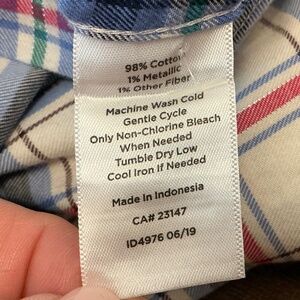 98% Cotton
1% Metallic
1% Other Fiber
Machine Wash Cold
Gentle Cycle
Only Non-Chlorine Bleach
When Needed
Tumble Dry Low
Cool Iron If Needed
Made in Indonesia
CA# 23147
ID4976 06/19